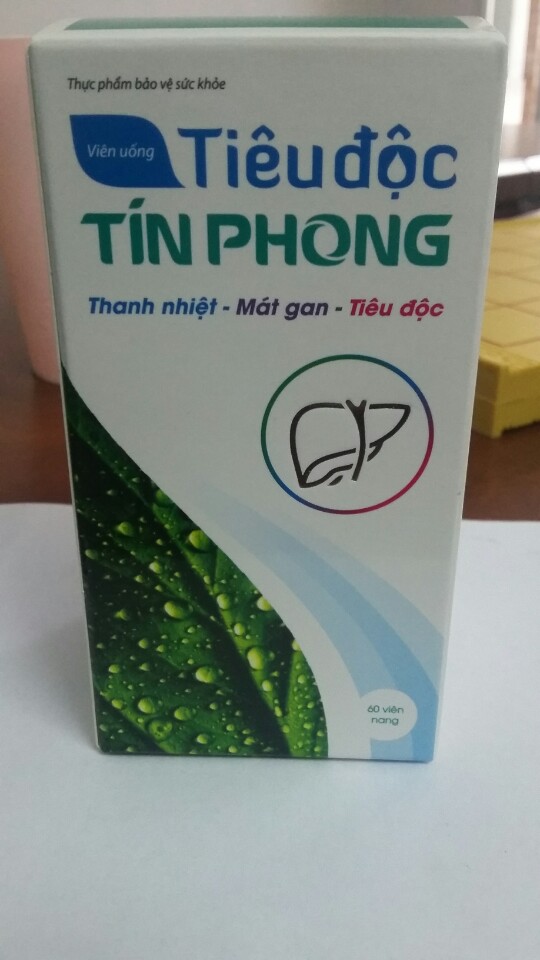 Thực phẩm bảo vệ sức khỏe
Viên uống Tiêu độc
TÍN PHONG
Thanh nhiệt - Mát gan - Tiêu độc
60 viên
nang